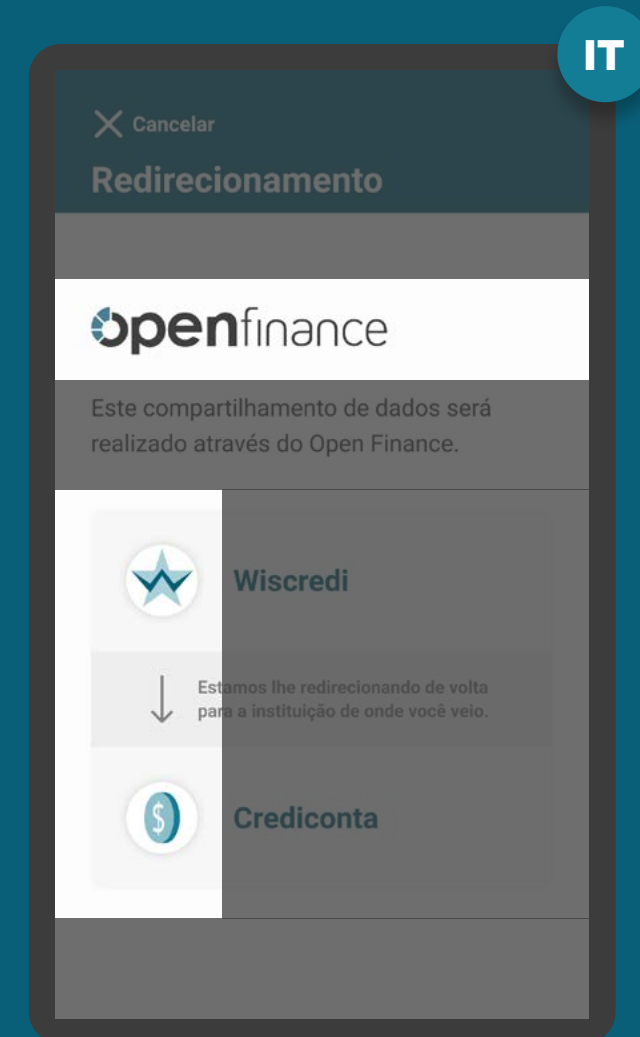 IT
Cancelar
Redirecionamento
openfinance
Este compartilhamento de dados será
realizado através do Open Finance.
Wiscredi
Estamos lhe redirecionando de volta
para a instituição de onde você veio.
$
Crediconta